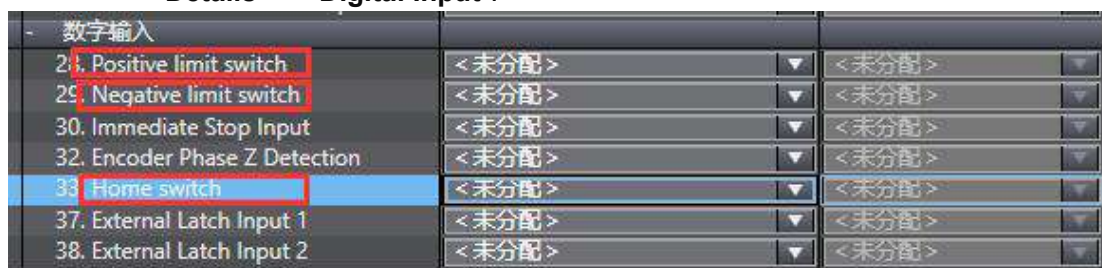 Details Digital Input :
- 数字输入
28. Positive limit switch <未分配> <未分配>
29. Negative limit switch <未分配> <未分配>
30. Immediate Stop Input <未分配> <未分配>
32. Encoder Phase Z Detection <未分配> <未分配>
33. Home switch <未分配> <未分配>
37. External Latch Input 1 <未分配> <未分配>
38. External Latch Input 2 <未分配> <未分配>